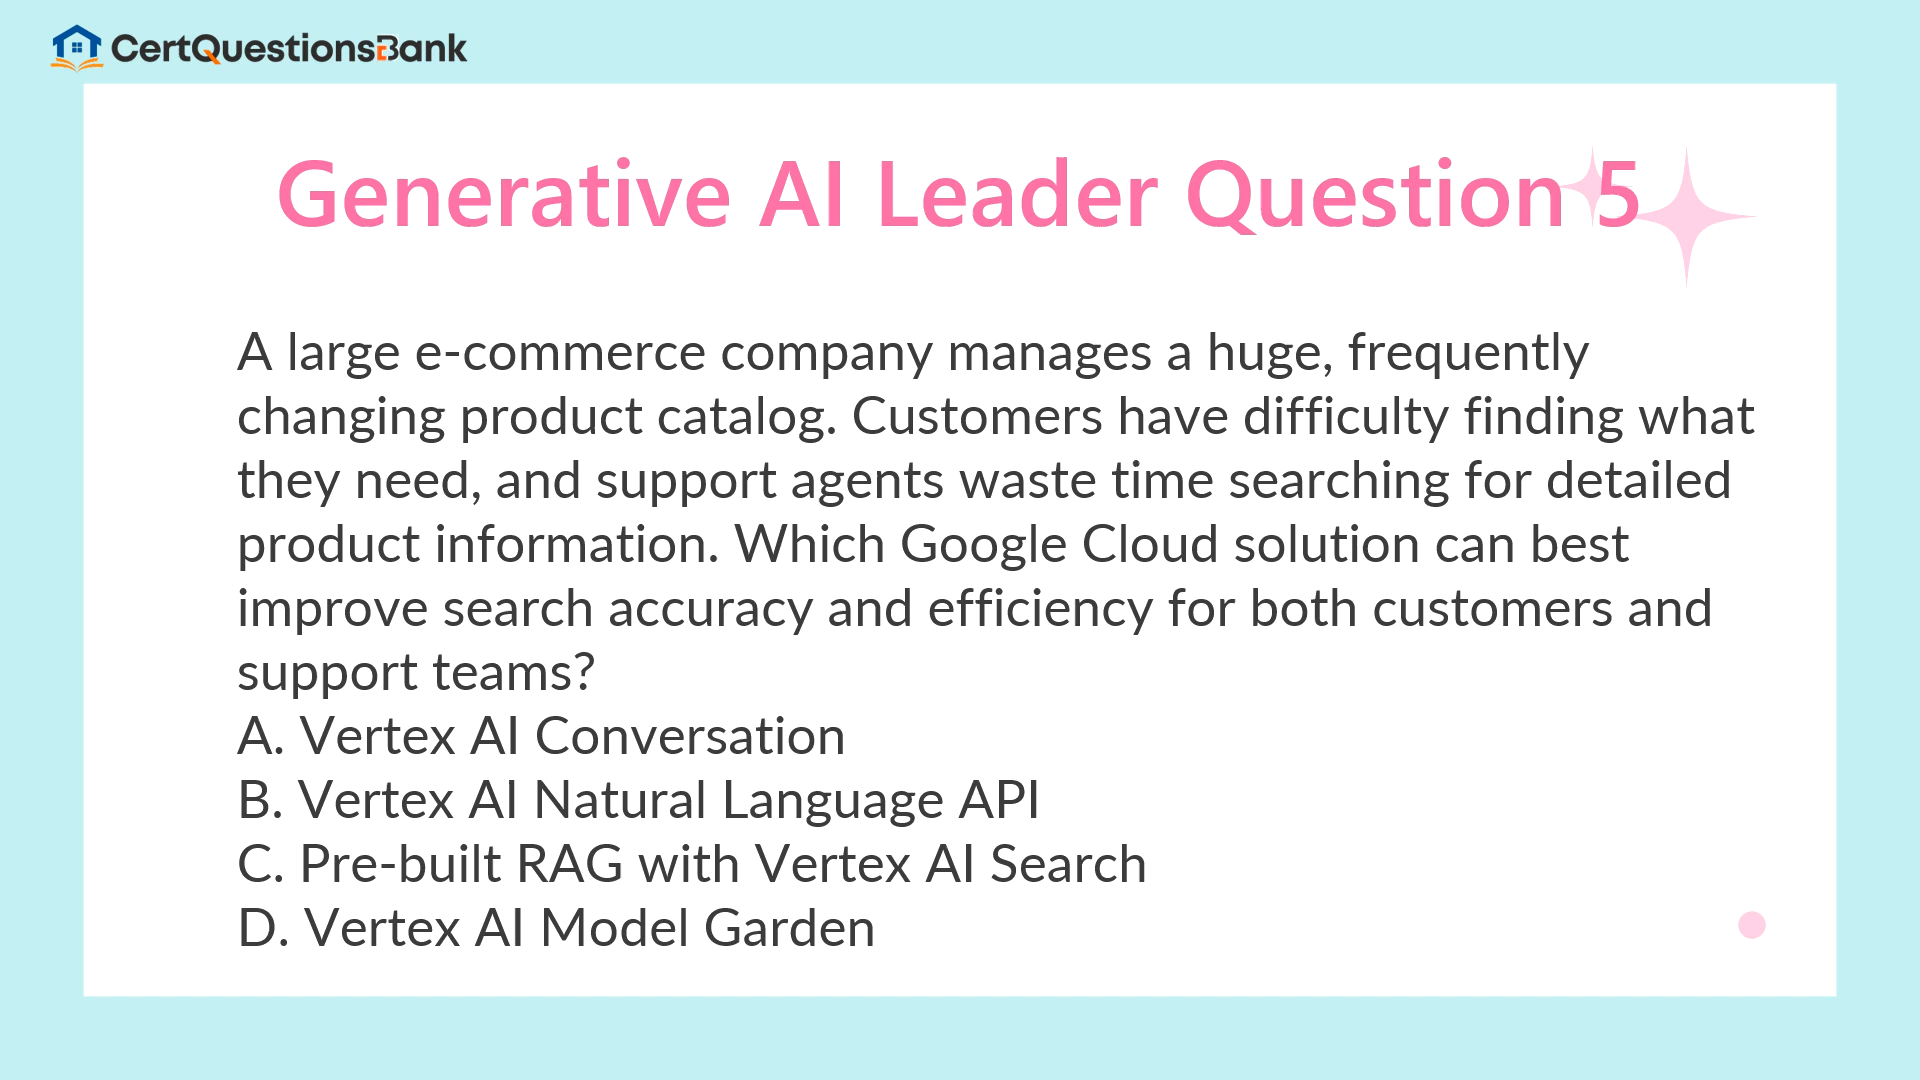 CertQuestionsBank
Generative AI Leader Question 5
A large e-commerce company manages a huge, frequently
changing product catalog. Customers have difficulty finding what
they need, and support agents waste time searching for detailed
product information. Which Google Cloud solution can best
improve search accuracy and efficiency for both customers and
support teams?
A. Vertex AI Conversation
B. Vertex AI Natural Language API
C. Pre-built RAG with Vertex AI Search
D. Vertex AI Model Garden